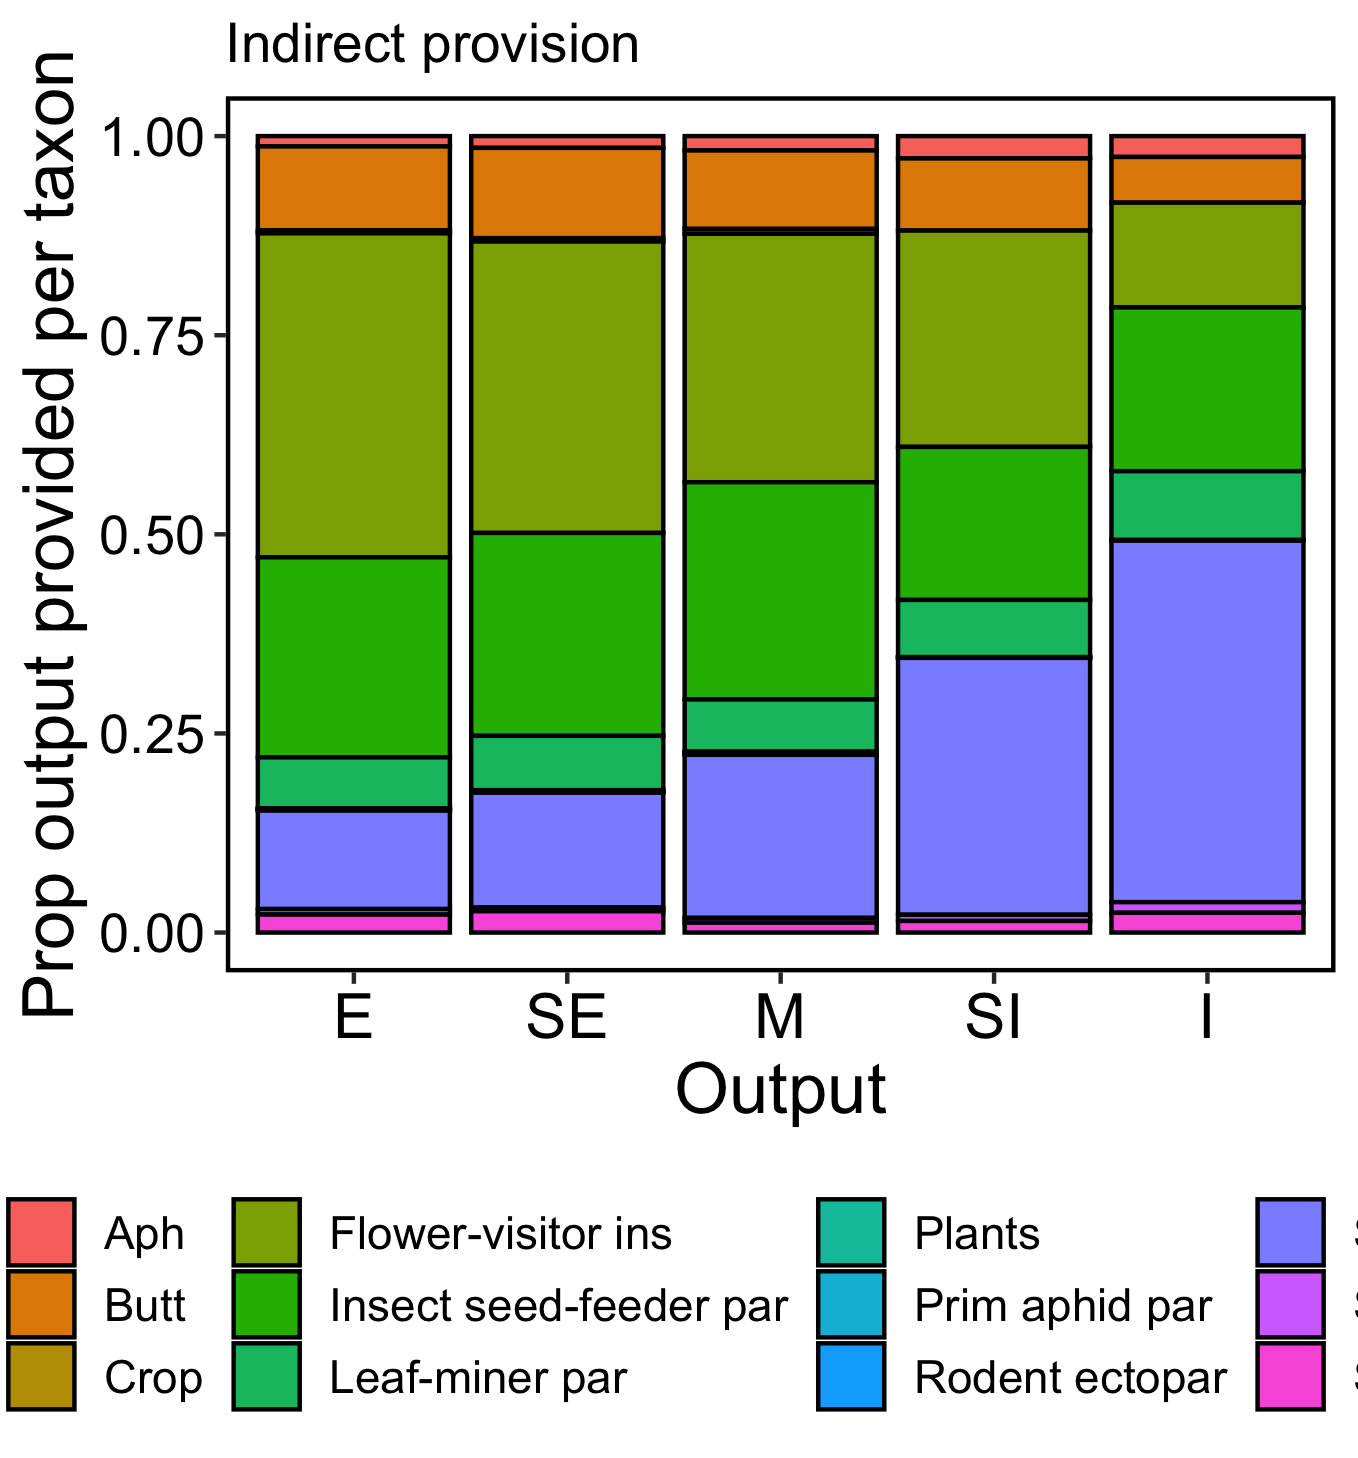 Indirect provision
Prop output provided per taxon
1.00
0.75
0.50
0.25
0.00
E SE M SI I
Output
Aph Flower-visitor ins Plants
Butt Insect seed-feeder par Prim aphid par
Crop Leaf-miner par Rodent ectopar